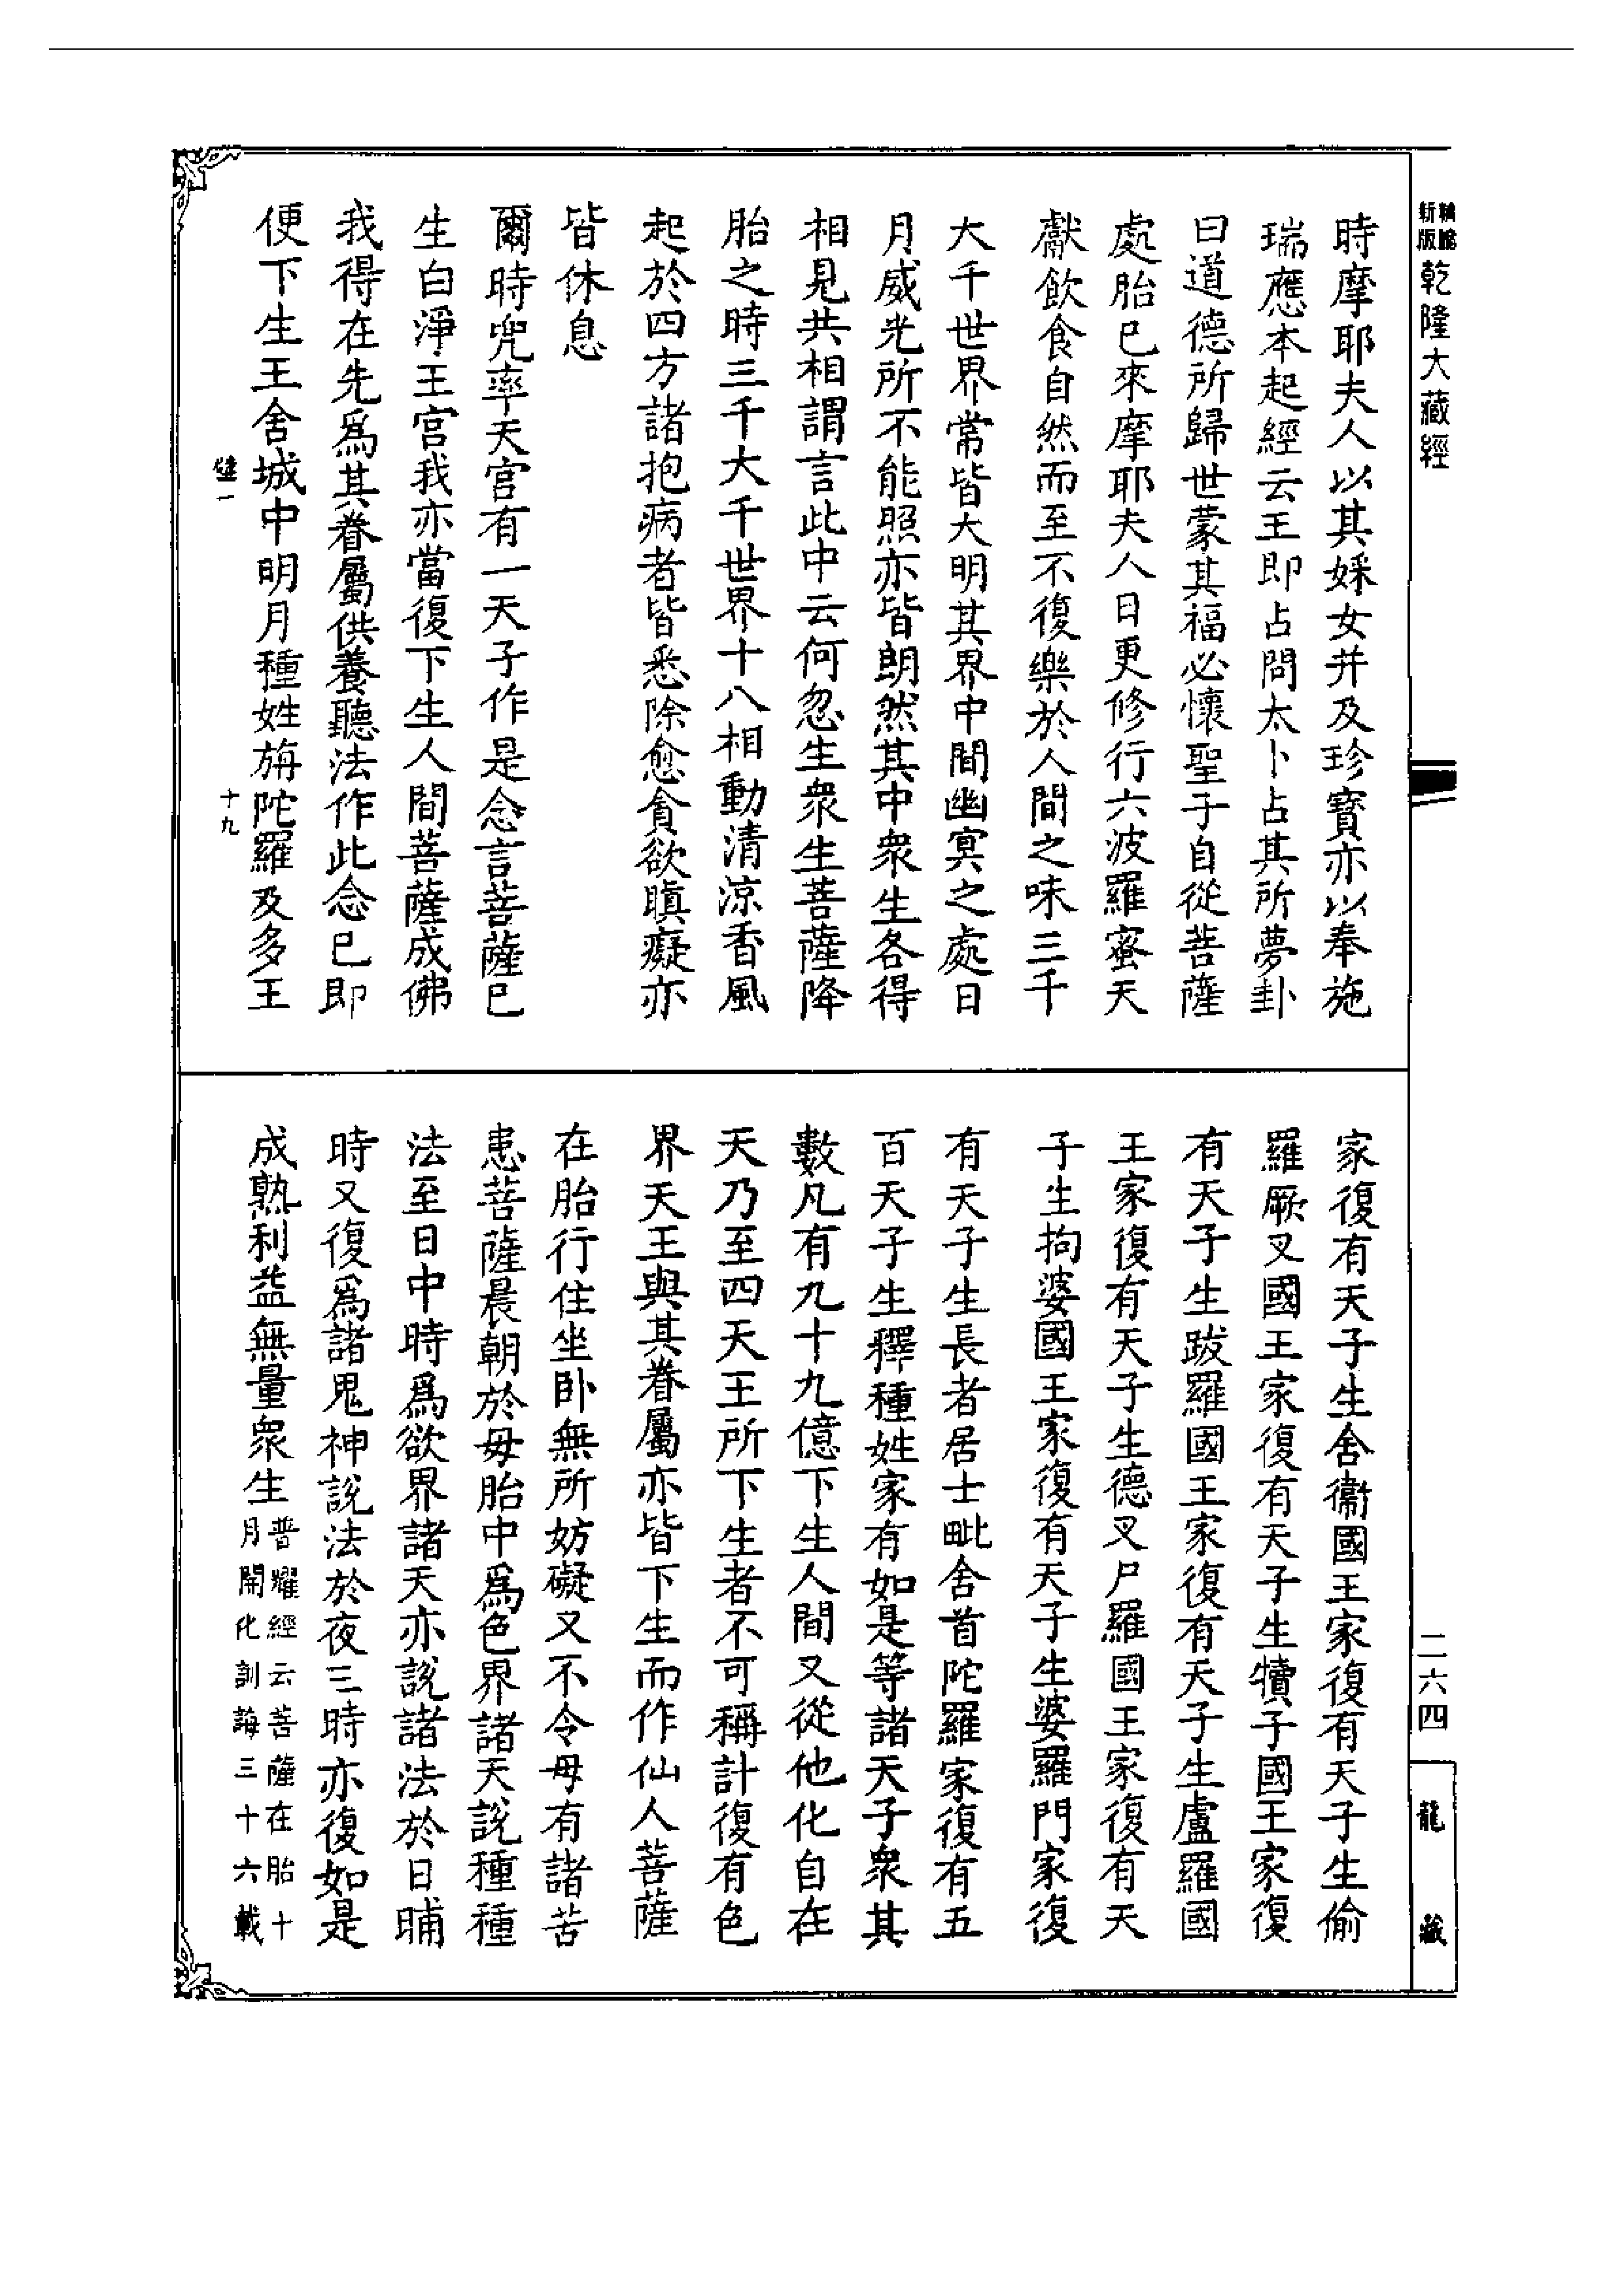 新版
乾隆大藏經
時摩耶夫人以其婇女并及珍寶亦以奉施
瑞應本起經云王即占問太卜占其所夢卦
曰道德所歸世蒙其福必懷聖子自從菩薩
處胎已來摩耶夫人日更修行六波羅蜜天
獻飲食自然而至不復樂於人間之味三千
大千世界常皆大明其界中間幽冥之處日
月威光所不能照亦皆朗然其中衆生各得
相見共相謂言此中云何忽生衆生菩薩降
胎之時三千大千世界十八相動清涼香風
起於四方諸抱病者皆悉除愈貪欲瞋癡亦
皆休息
爾時兜率天宮有一天子作是念言菩薩已
生白淨王宮我亦當復下生人間菩薩成佛
我得在先爲其眷屬供養聽法作此念已即
便下生王舍城中明月種姓旃陀羅及多王
十九
家復有天子生舍衞國王家復有天子生偷
羅厥叉國王家復有天子生犢子國王家復
有天子生跋羅國王家復有天子生盧羅國
王家復有天子生德叉尸羅國王家復有天
子生拘婆國王家復有天子生婆羅門家復
有天子生長者居士毗舍首陀羅家復有五
百天子生釋種姓家有如是等諸天子衆其
數凡有九十九億下生人間又從他化自在
天乃至四天王所下生者不可稱計復有色
界天王與其眷屬亦皆下生而作仙人菩薩
在胎行住坐臥無所妨礙又不令母有諸苦
患菩薩晨朝於母胎中爲色界諸天說種種
法至日中時爲欲界諸天亦說諸法於日晡
時又復爲諸鬼神說法於夜三時亦復如是
成熟利益無量衆生
普耀經云菩薩在胎十
月開化訓誨三十六載
二六四
龍藏